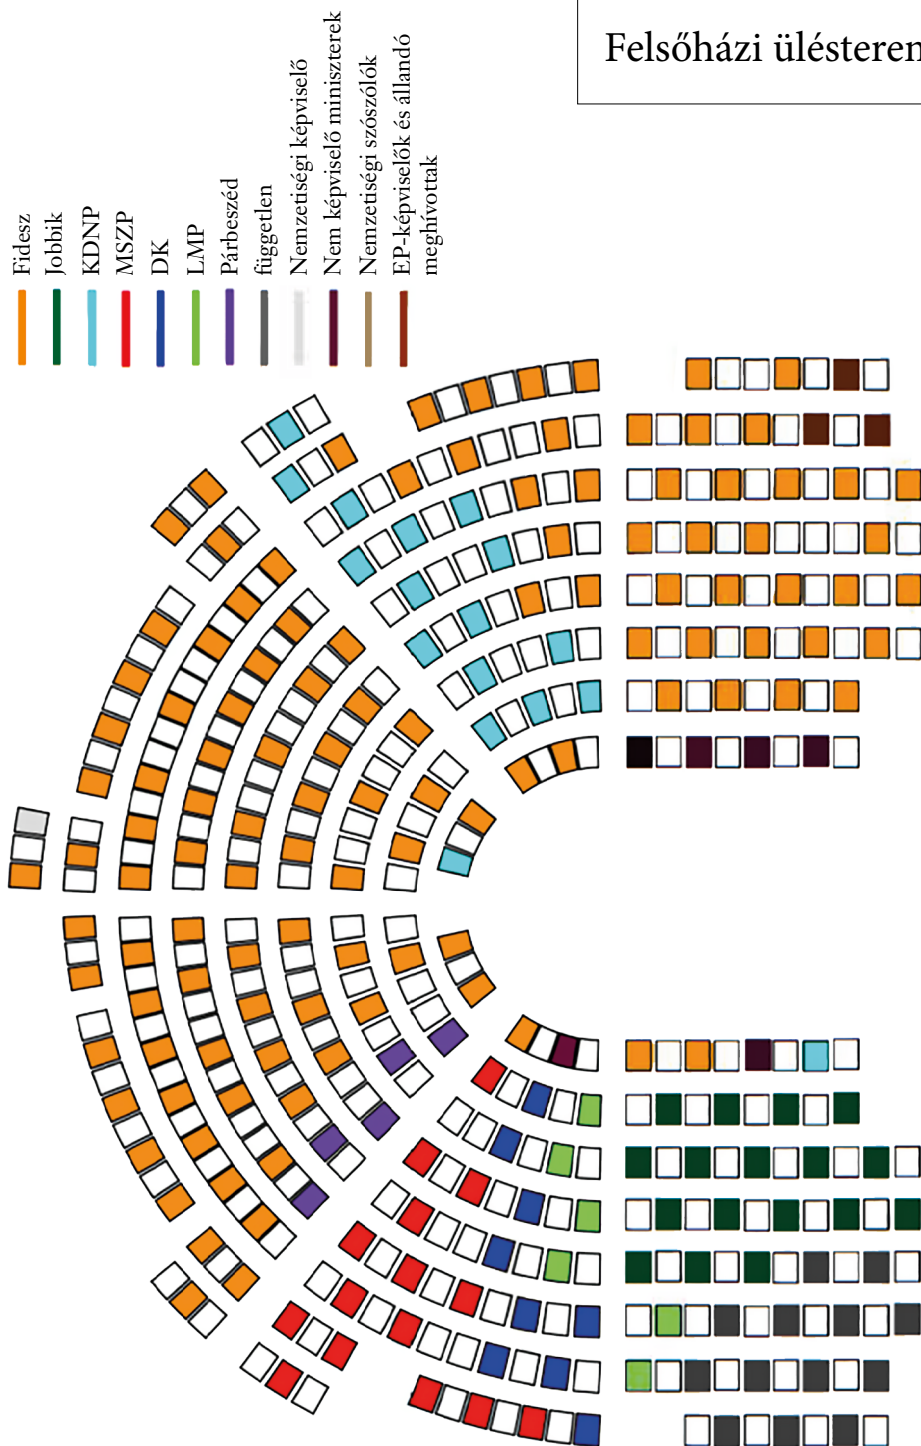 Felsőházi ülésterem
Fidesz
Jobbik
KDNP
MSZP
DK
LMP
Párbeszéd
független
Nemzetiségi képviselő
Nem képviselő miniszterek
Nemzetiségi szószólók
EP-képviselők és állandó
meghívottak